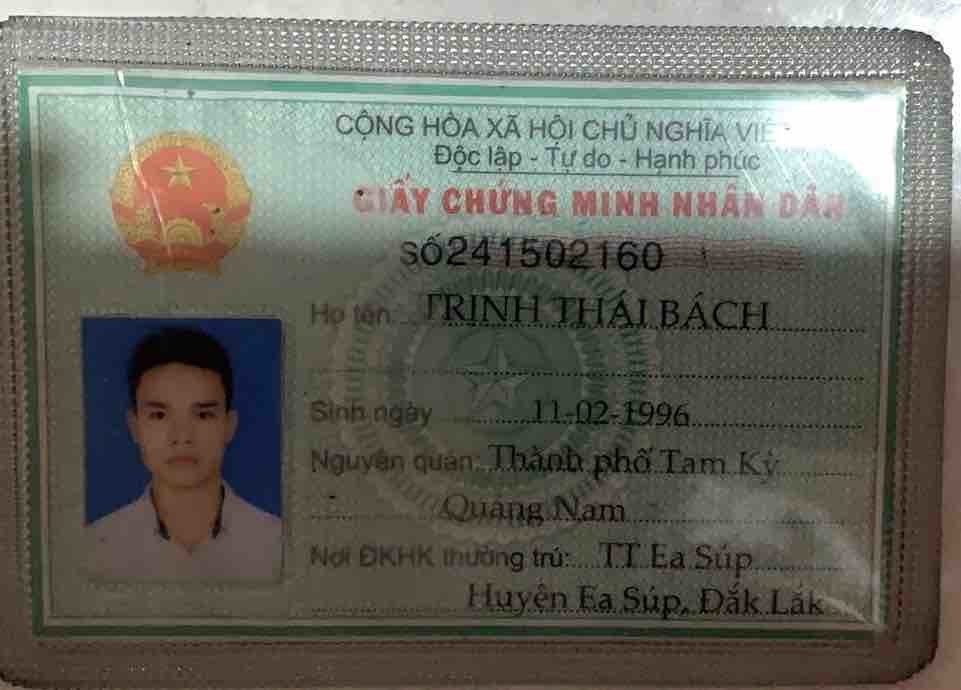 CỘNG HÒA XÃ HỘI CHỦ NGHĨA VIỆ
Độc lập - Tự do - Hạnh phúc
GIẤY CHỨNG MINH NHÂN DÂN
SỐ 241502160
Họ tên: TRỊNH THÁI BÁCH
Sinh ngày 11-02-1996
Nguyên quán: Thành phố Tam Kỳ
Quảng Nam
Nơi ĐKHK thường trú: TT Ea Súp
Huyện Ea Súp, Đắk Lắk